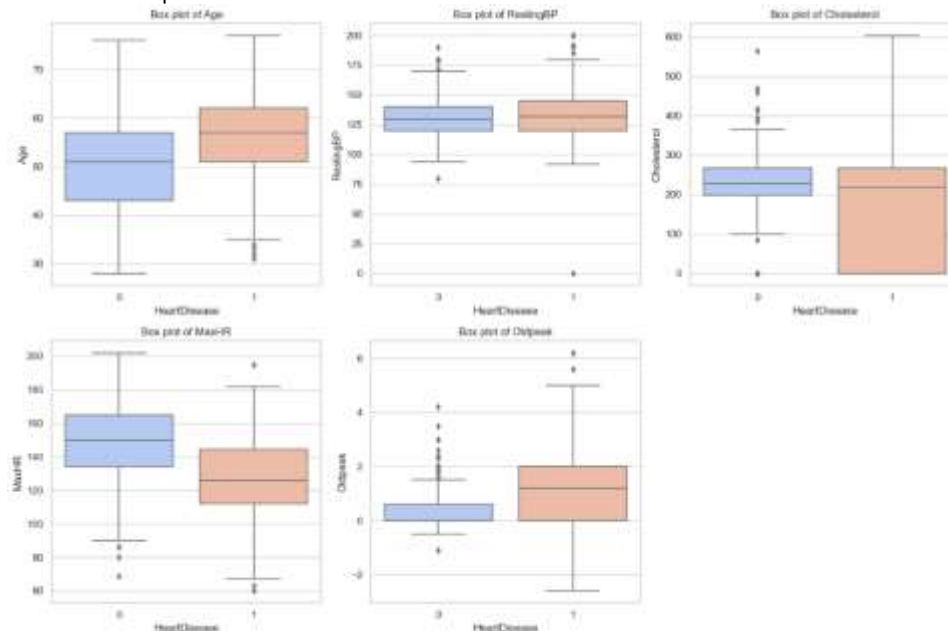 Box plot of Age
Age
70
60
50
40
30
0
1
HeartDisease
Box plot of RestingBP
RestingBP
200
175
150
125
100
75
50
25
0
0
1
HeartDisease
Box plot of Cholesterol
Cholesterol
600
500
400
300
200
100
0
0
1
HeartDisease
Box plot of MaxHR
MaxHR
200
180
160
140
120
100
80
60
0
1
HeartDisease
Box plot of Oldpeak
Oldpeak
6
4
2
0
−2
0
1
HeartDisease